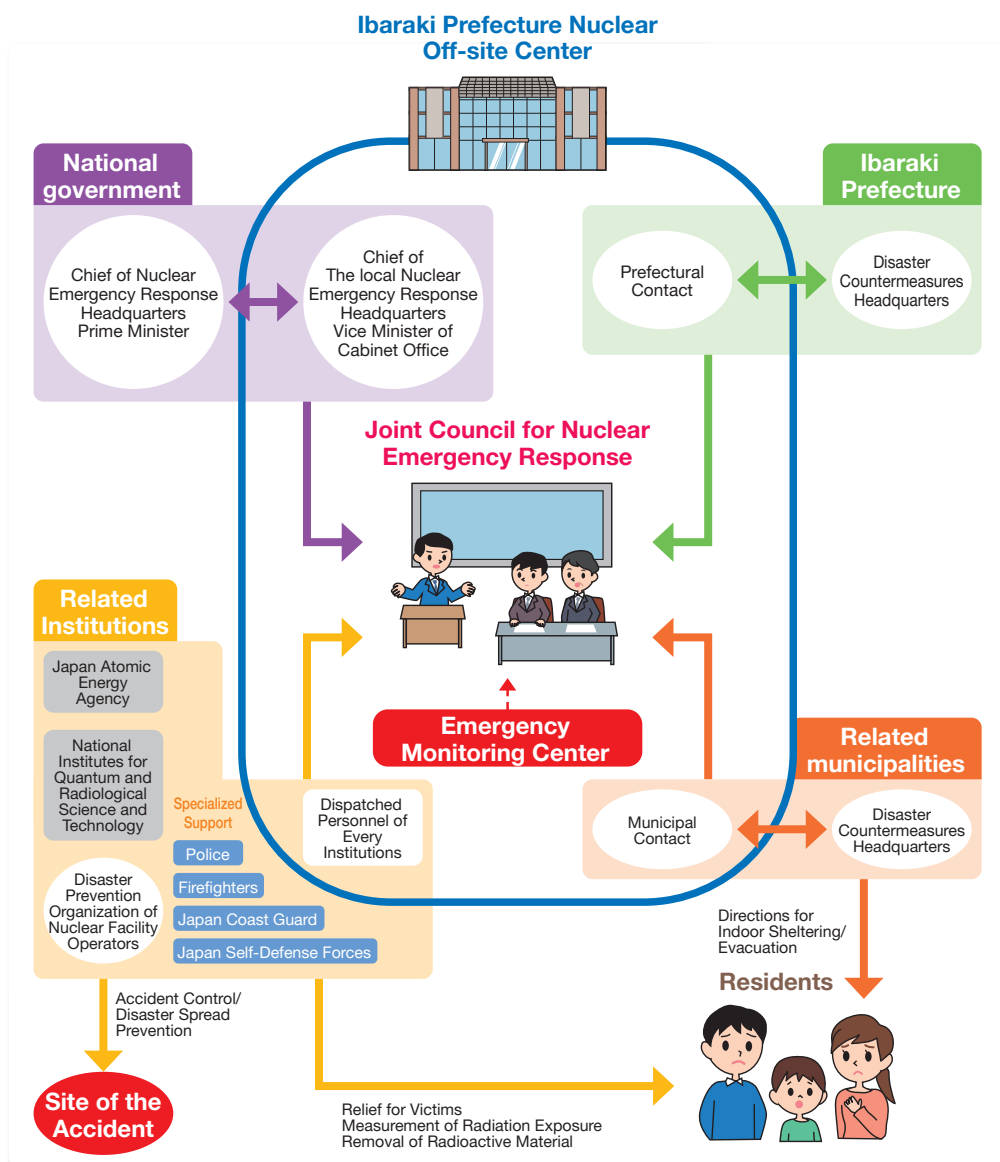 Ibaraki Prefecture Nuclear
Off-site Center
National
government
Chief of Nuclear
Emergency Response
Headquarters
Prime Minister
Chief of
The local Nuclear
Emergency Response
Headquarters
Vice Minister of
Cabinet Office
Ibaraki
Prefecture
Prefectural
Contact
Disaster
Countermeasures
Headquarters
Joint Council for Nuclear
Emergency Response
Emergency
Monitoring Center
Related
Institutions
Japan Atomic
Energy
Agency
National
Institutes for
Quantum and
Radiological
Science and
Technology
Disaster
Prevention
Organization of
Nuclear Facility
Operators
Specialized
Support
Police
Firefighters
Japan Coast Guard
Japan Self-Defense Forces
Dispatched
Personnel of
Every
Institutions
Related
municipalities
Municipal
Contact
Disaster
Countermeasures
Headquarters
Directions for
Indoor Sheltering/
Evacuation
Residents
Accident Control/
Disaster Spread
Prevention
Site of the
Accident
Relief for Victims
Measurement of Radiation Exposure
Removal of Radioactive Material